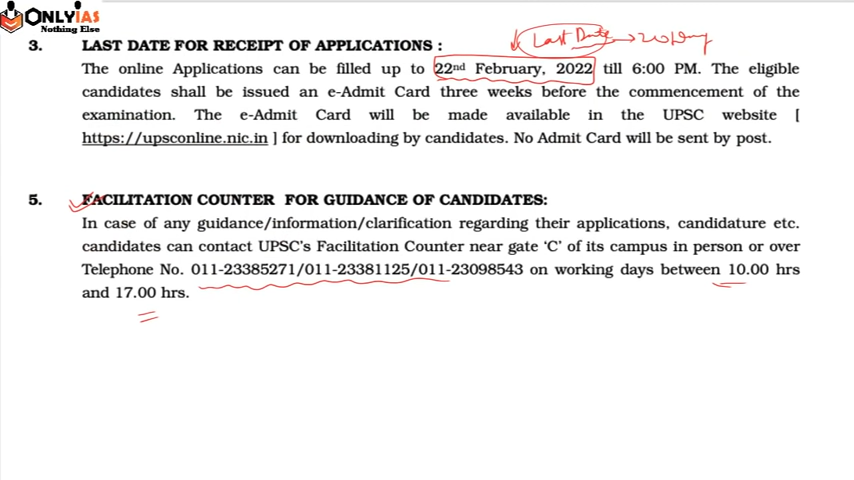 ONLYIAS
Nothing Else
Last Date → 20 Day
3. LAST DATE FOR RECEIPT OF APPLICATIONS :
The online Applications can be filled up to 22nd February, 2022 till 6:00 PM. The eligible
candidates shall be issued an e-Admit Card three weeks before the commencement of the
examination. The e-Admit Card will be made available in the UPSC website [
https://upsconline.nic.in ] for downloading by candidates. No Admit Card will be sent by post.
5. FACILITATION COUNTER FOR GUIDANCE OF CANDIDATES:
In case of any guidance/information/clarification regarding their applications, candidature etc.
candidates can contact UPSC's Facilitation Counter near gate 'C' of its campus in person or over
Telephone No. 011-23385271/011-23381125/011-23098543 on working days between 10.00 hrs
and 17.00 hrs.